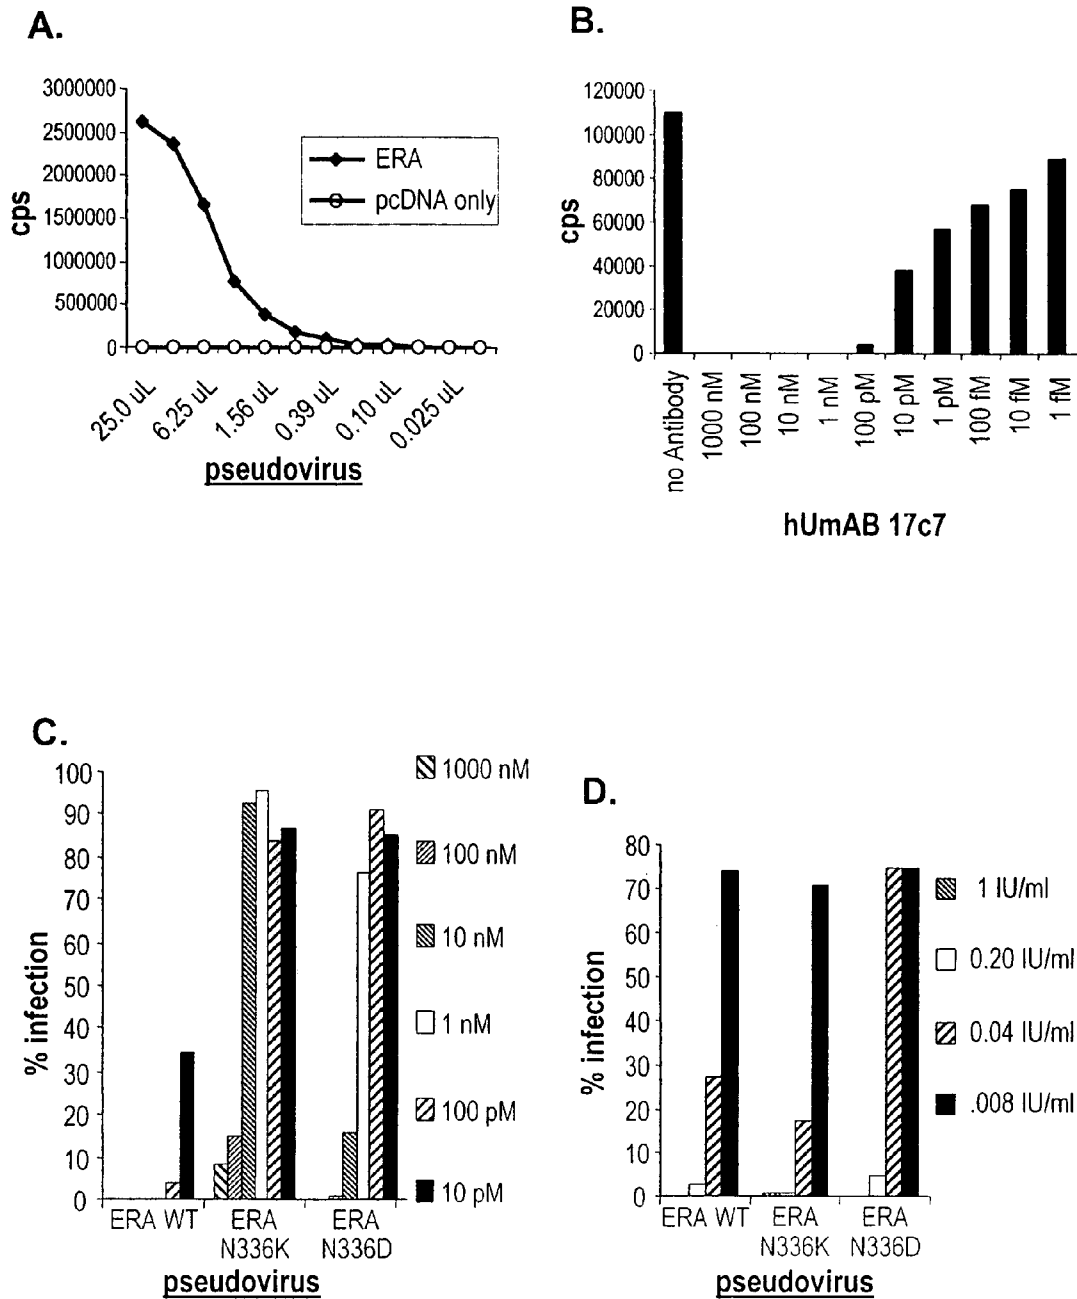 A.
3000000
2500000
2000000
1500000
1000000
500000
0
cps
ERA
pcDNA only
25.0 uL
6.25 uL
1.56 uL
0.39 uL
0.10 uL
0.025 uL
pseudovirus
B.
120000
100000
80000
60000
40000
20000
0
cps
no Antibody
1000 nM
100 nM
10 nM
1 nM
100 pM
10 pM
1 pM
100 fM
10 fM
1 fM
hUmAB 17c7
C.
100
90
80
70
60
50
40
30
20
10
0
% infection
ERA WT
ERA
N336K
ERA
N336D
pseudovirus
1000 nM
100 nM
10 nM
1 nM
100 pM
10 pM
D.
80
70
60
50
40
30
20
10
0
% infection
ERA WT
ERA
N336K
ERA
N336D
pseudovirus
1 IU/ml
0.20 IU/ml
0.04 IU/ml
.008 IU/ml